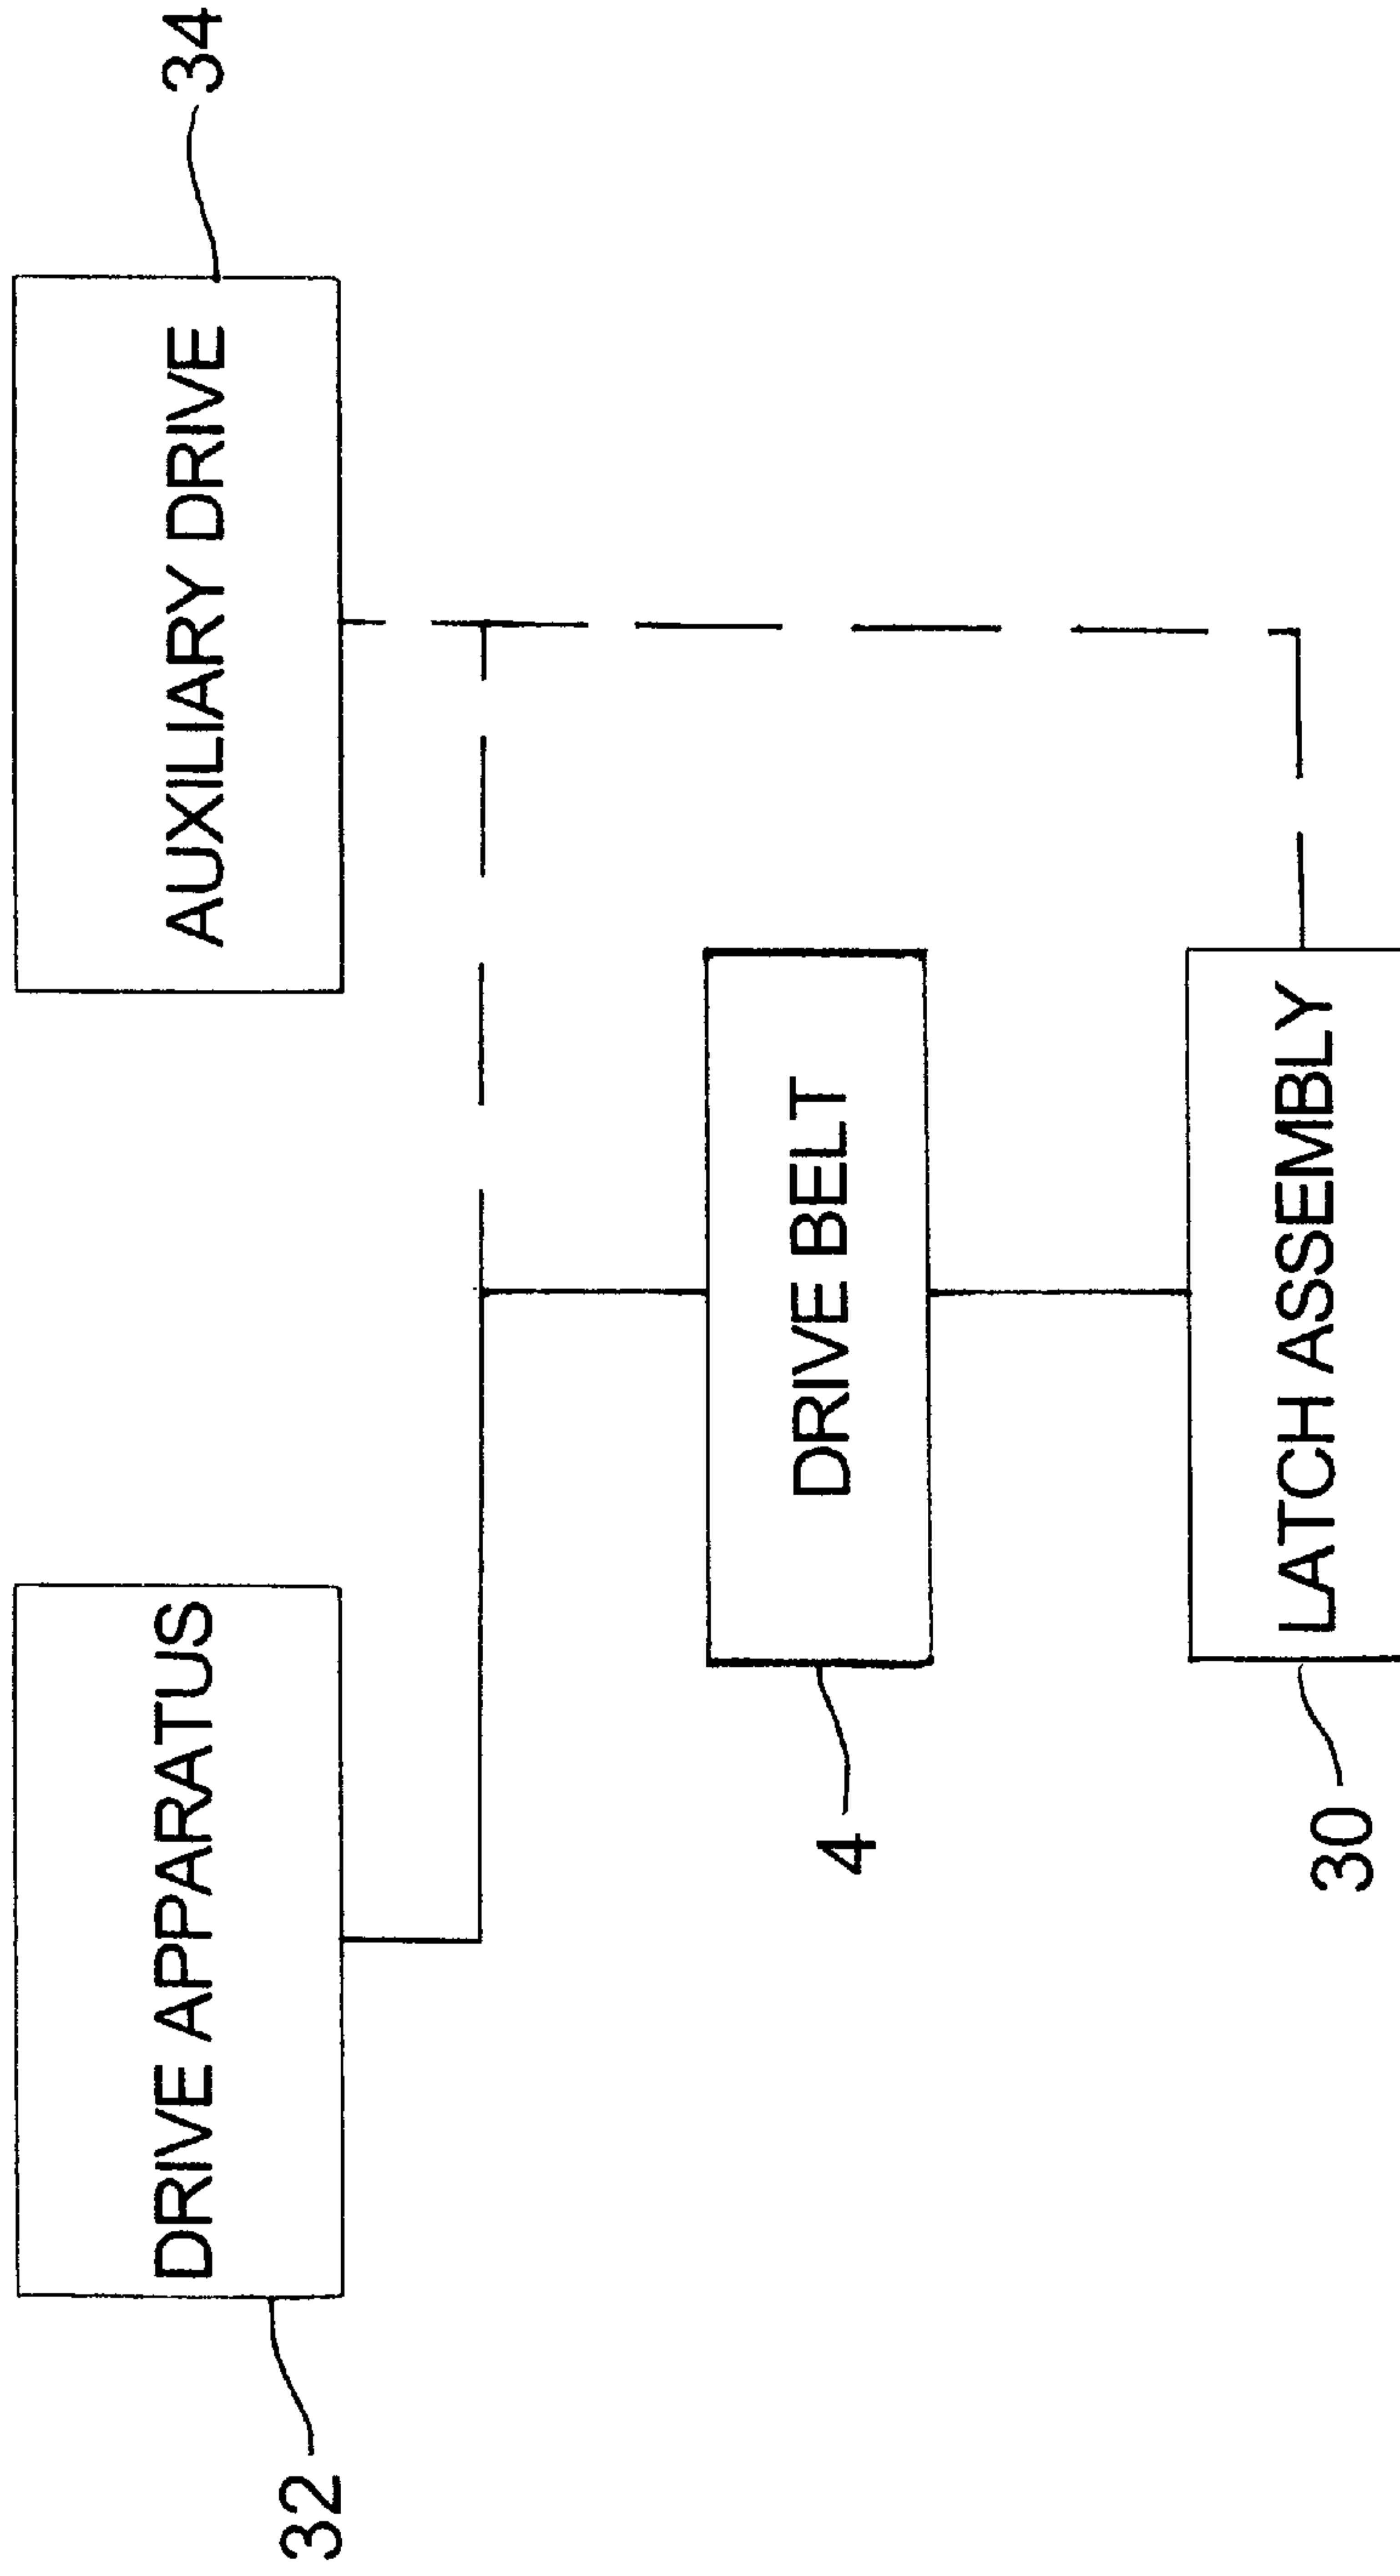 32
DRIVE APPARATUS
AUXILIARY DRIVE
34
4
DRIVE BELT
30
LATCH ASSEMBLY